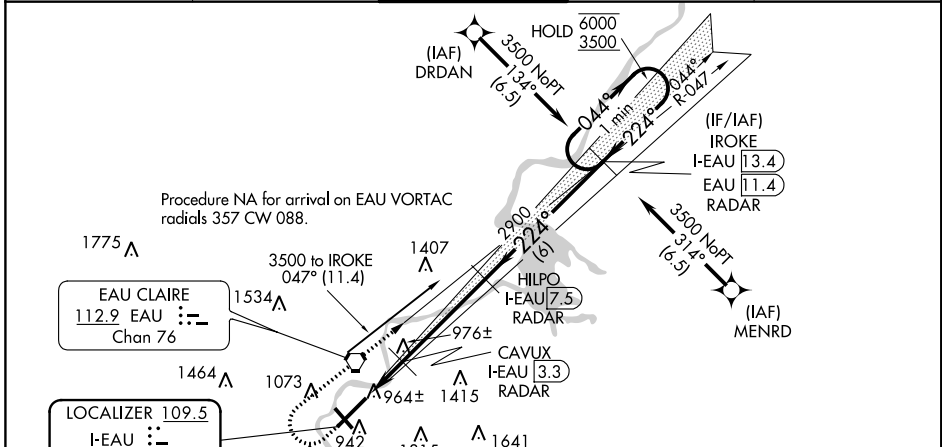 HOLD 6000
3500
(IAF)
DRDAN
3500 NoPT
134°
(6.5)
044°
1 min
224°
044°
R-047
(IF/IAF)
IROKE
I-EAU 13.4
EAU 11.4
RADAR
Procedure NA for arrival on EAU VORTAC
radials 357 CW 088.
2900
224°
(6)
3500 NoPT
314°
(6.5)
(IAF)
MENRD
1775
1407
3500 to IROKE
047° (11.4)
HILPO
I-EAU 7.5
RADAR
EAU CLAIRE
112.9 EAU
Chan 76
1534
976±
CAVUX
I-EAU 3.3
RADAR
1464
1073
964±
1415
LOCALIZER 109.5
I-EAU
942
1641